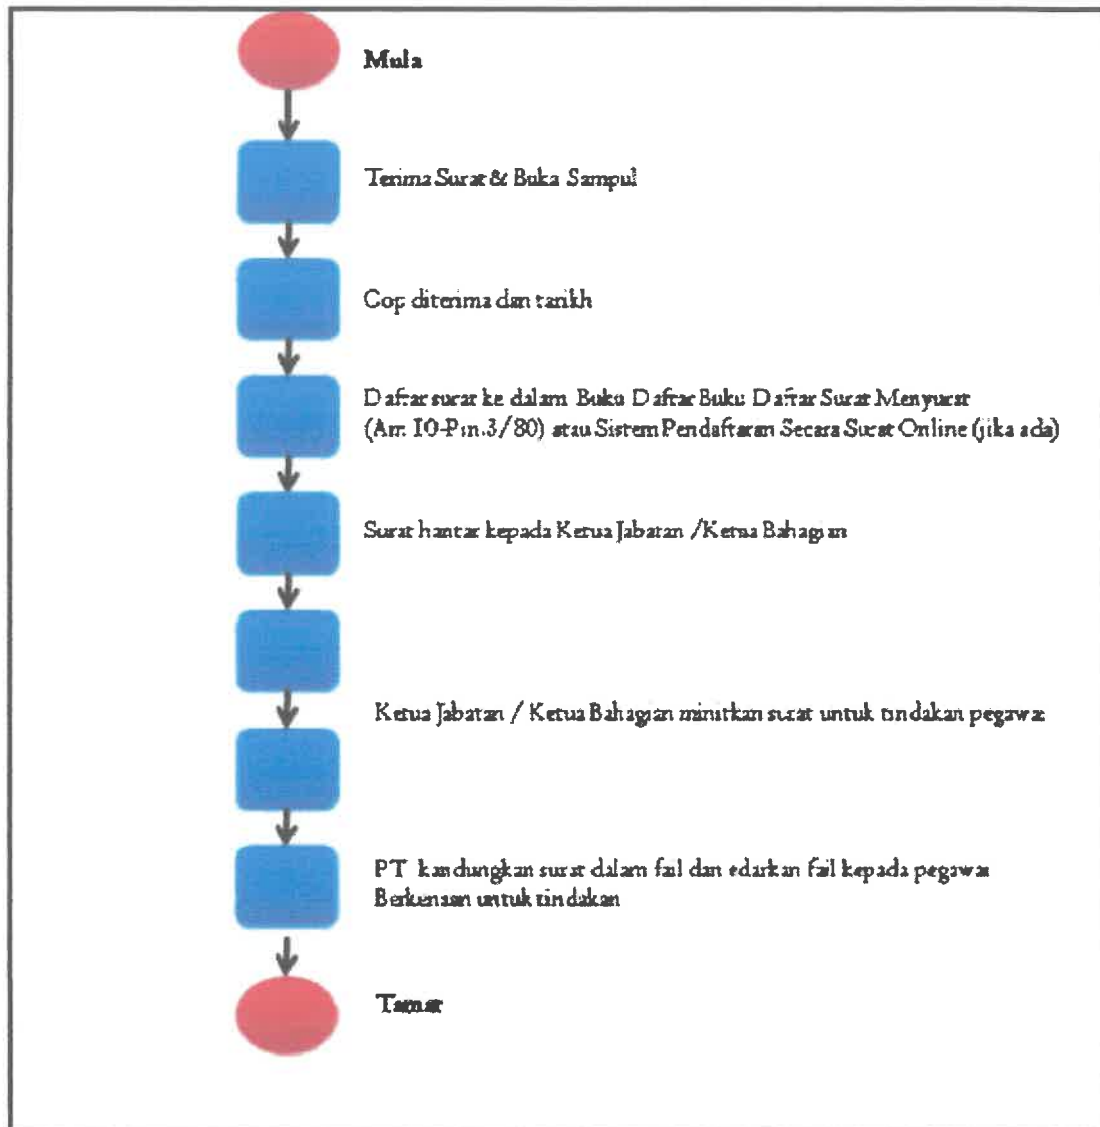 Mula
Terima Surat & Buka Sampul
Cop diterima dan tarikh
Daftar surat ke dalam Buku Daftar Buku Daftar Surat Menyurat
(Am 10-Pin.3/80) atau Sistem Pendaftaran Secara Surat Online (jika ada)
Surat hantar kepada Ketua Jabatan /Ketua Bahagian
Ketua Jabatan / Ketua Bahagian minitkan surat untuk tindakan pegawai
PT kandungkan surat dalam fail dan edarkan fail kepada pegawai
Berkenaan untuk tindakan
Tamat